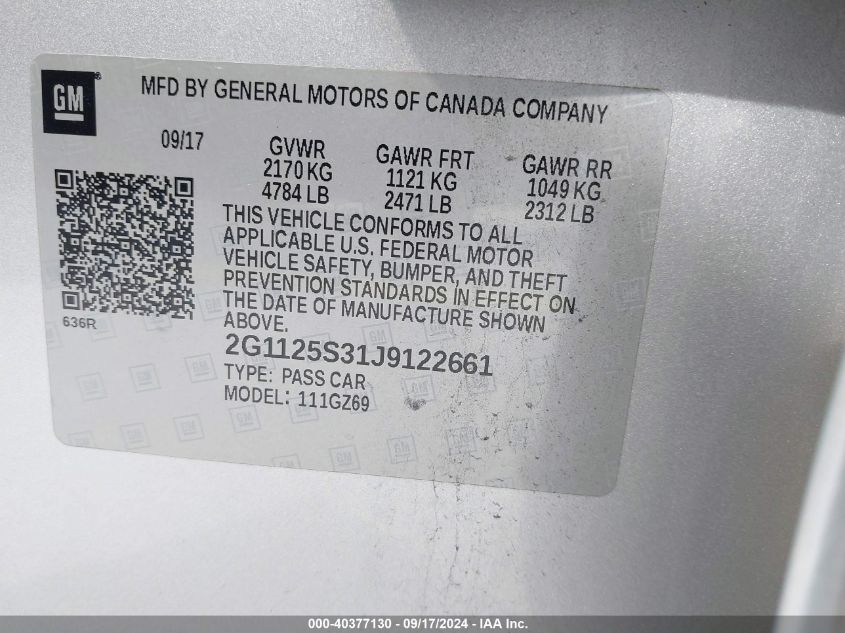 GM
MFD BY GENERAL MOTORS OF CANADA COMPANY
09/17
GVWR
2170 KG
4784 LB
GAWR FRT
1121 KG
2471 LB
GAWR RR
1049 KG
2312 LB
THIS VEHICLE CONFORMS TO ALL
APPLICABLE U.S. FEDERAL MOTOR
VEHICLE SAFETY, BUMPER, AND THEFT
PREVENTION STANDARDS IN EFFECT ON
THE DATE OF MANUFACTURE SHOWN
ABOVE.
636R
2G1125S31J9122661
TYPE: PASS CAR
MODEL: 111GZ69
000-40377130 - 09/17/2024 - IAA Inc.